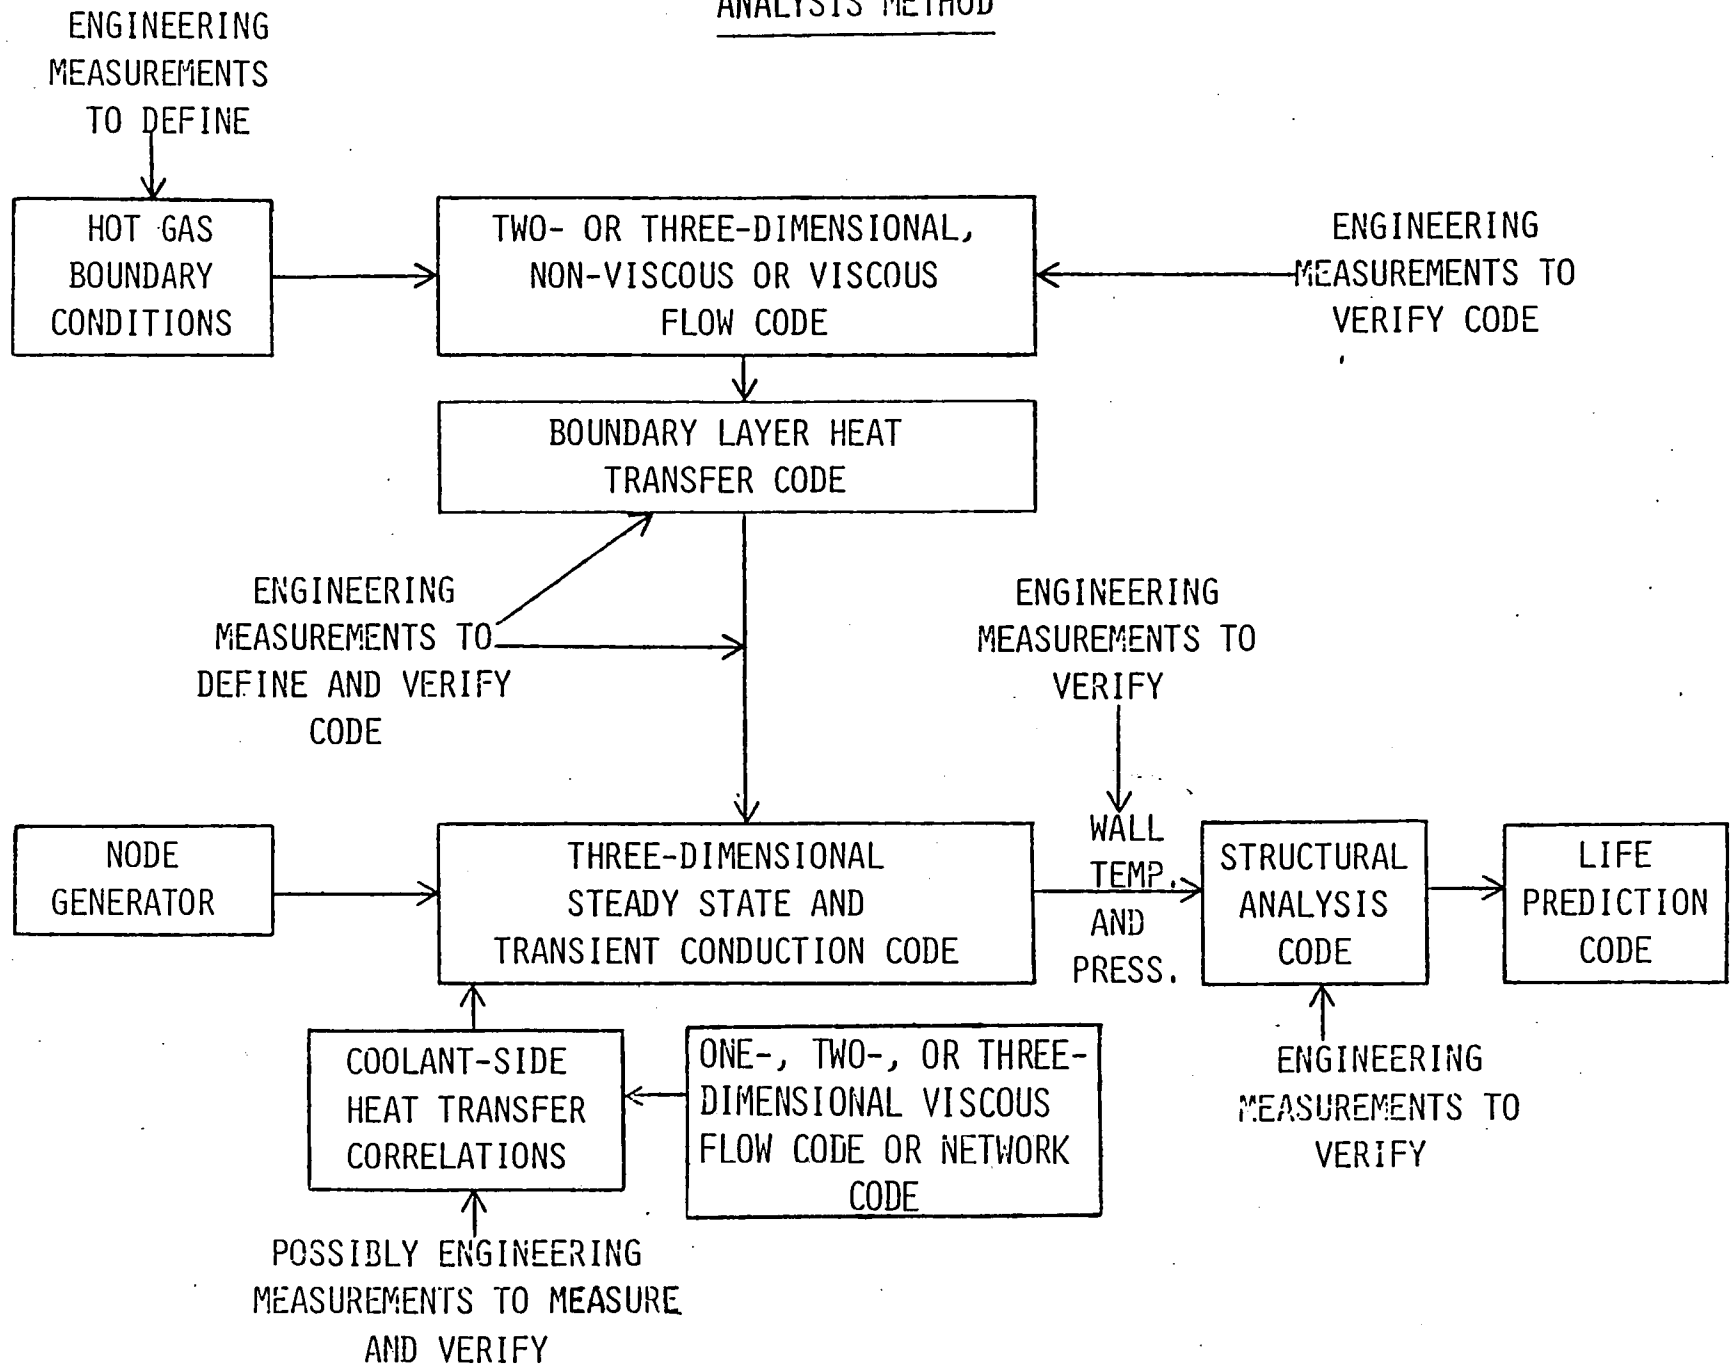 ANALYSIS METHOD
ENGINEERING
MEASUREMENTS
TO DEFINE
HOT GAS
BOUNDARY
CONDITIONS
TWO- OR THREE-DIMENSIONAL,
NON-VISCOUS OR VISCOUS
FLOW CODE
ENGINEERING
MEASUREMENTS TO
VERIFY CODE
BOUNDARY LAYER HEAT
TRANSFER CODE
ENGINEERING
MEASUREMENTS TO
DEFINE AND VERIFY
CODE
ENGINEERING
MEASUREMENTS TO
VERIFY
NODE
GENERATOR
THREE-DIMENSIONAL
STEADY STATE AND
TRANSIENT CONDUCTION CODE
WALL
TEMP.
AND
PRESS.
STRUCTURAL
ANALYSIS
CODE
LIFE
PREDICTION
CODE
COOLANT-SIDE
HEAT TRANSFER
CORRELATIONS
ONE-, TWO-, OR THREE-
DIMENSIONAL VISCOUS
FLOW CODE OR NETWORK
CODE
ENGINEERING
MEASUREMENTS TO
VERIFY
POSSIBLY ENGINEERING
MEASUREMENTS TO MEASURE
AND VERIFY